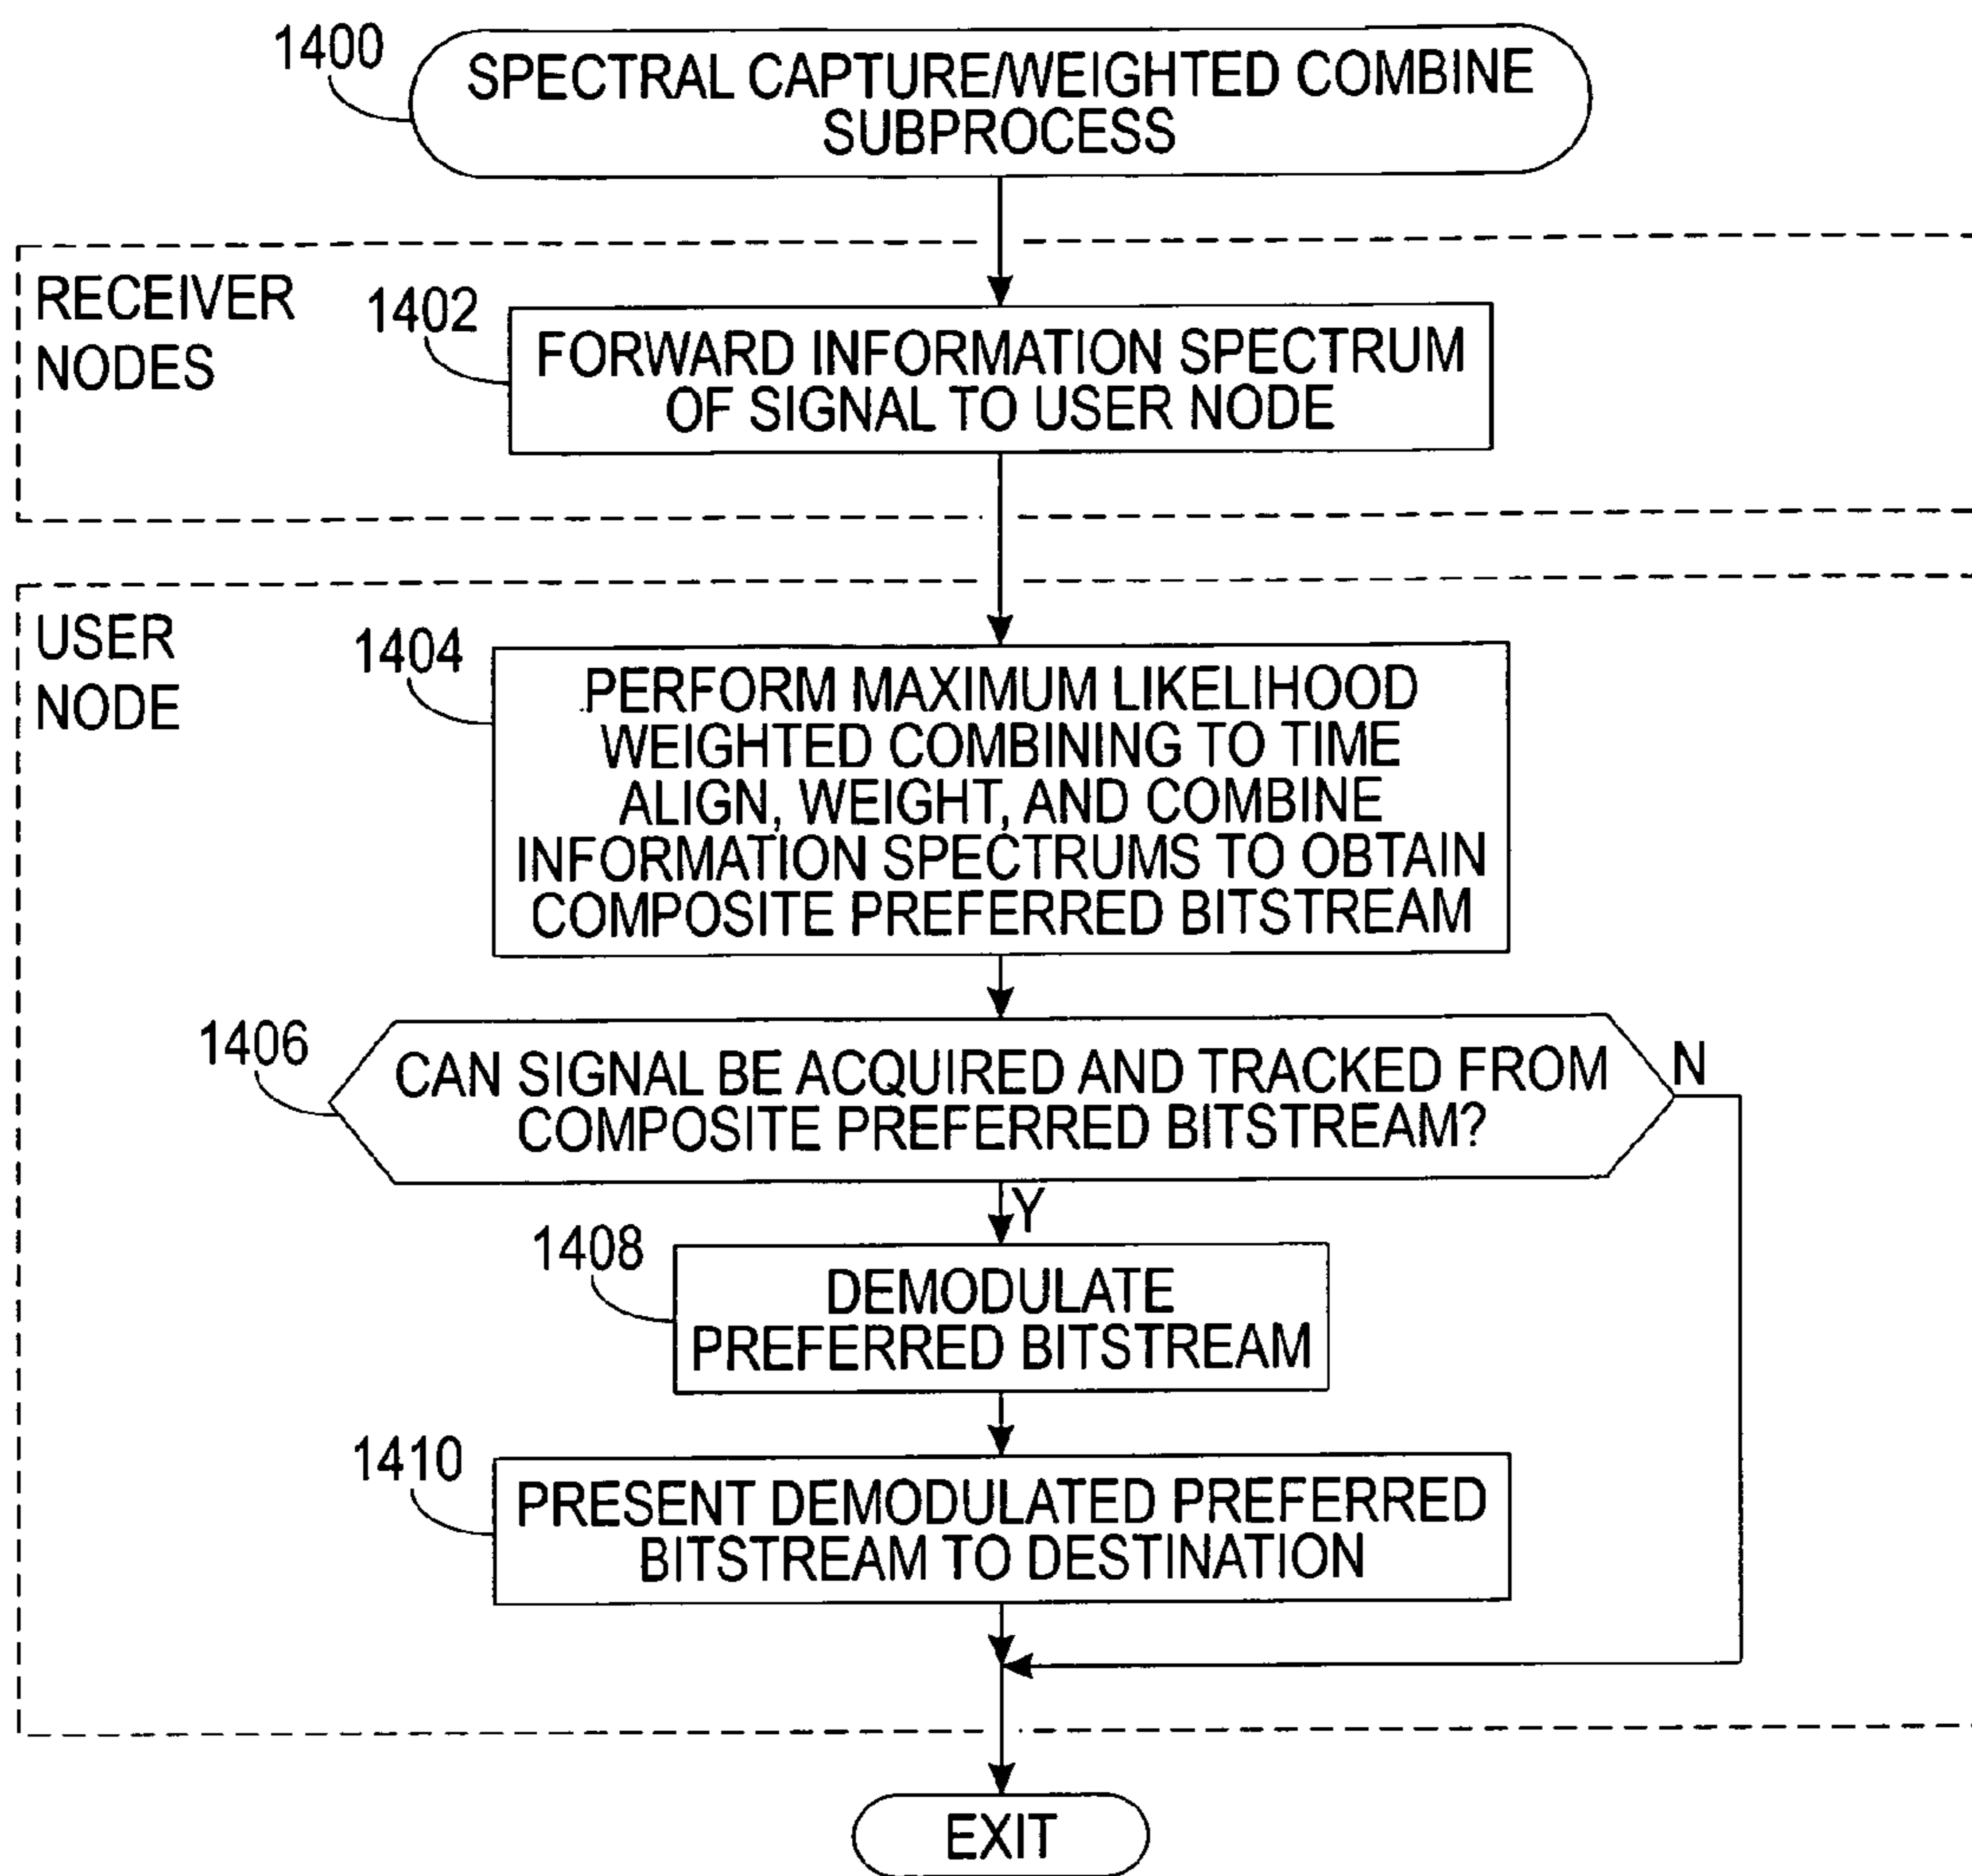 1400
SPECTRAL CAPTURE/WEIGHTED COMBINE
SUBPROCESS
RECEIVER
NODES
1402
FORWARD INFORMATION SPECTRUM
OF SIGNAL TO USER NODE
USER
NODE
1404
PERFORM MAXIMUM LIKELIHOOD
WEIGHTED COMBINING TO TIME
ALIGN, WEIGHT, AND COMBINE
INFORMATION SPECTRUMS TO OBTAIN
COMPOSITE PREFERRED BITSTREAM
1406
CAN SIGNAL BE ACQUIRED AND TRACKED FROM
COMPOSITE PREFERRED BITSTREAM?
N
Y
1408
DEMODULATE
PREFERRED BITSTREAM
1410
PRESENT DEMODULATED PREFERRED
BITSTREAM TO DESTINATION
EXIT